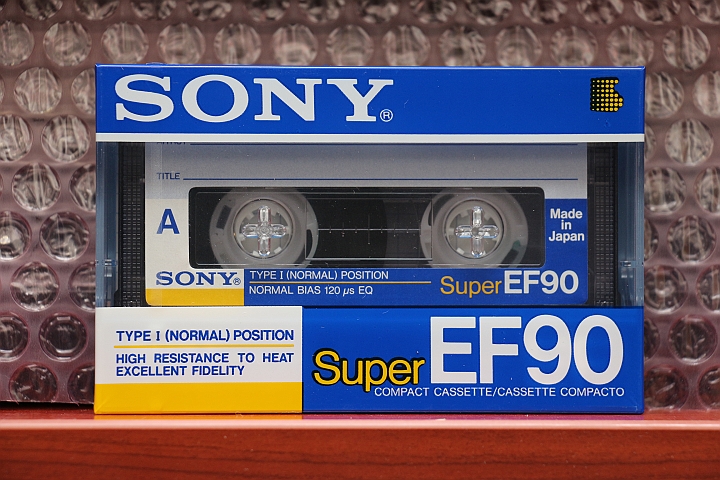 SONY®
TITLE
A
Made
in
Japan
SONY®
TYPE I (NORMAL) POSITION
NORMAL BIAS 120 µs EQ
Super EF90
TYPE I (NORMAL) POSITION
HIGH RESISTANCE TO HEAT
EXCELLENT FIDELITY
Super EF90
COMPACT CASSETTE/CASSETTE COMPACTO